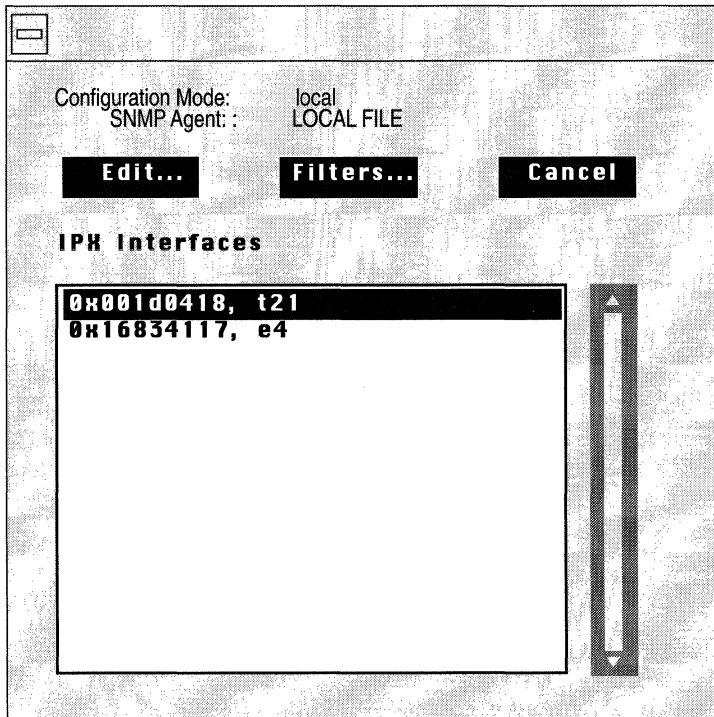 Configuration Mode: local
SNMP Agent: : LOCAL FILE
Edit... Filters... Cancel
IPX Interfaces
0x001d0418, t21
0x16834117, e4